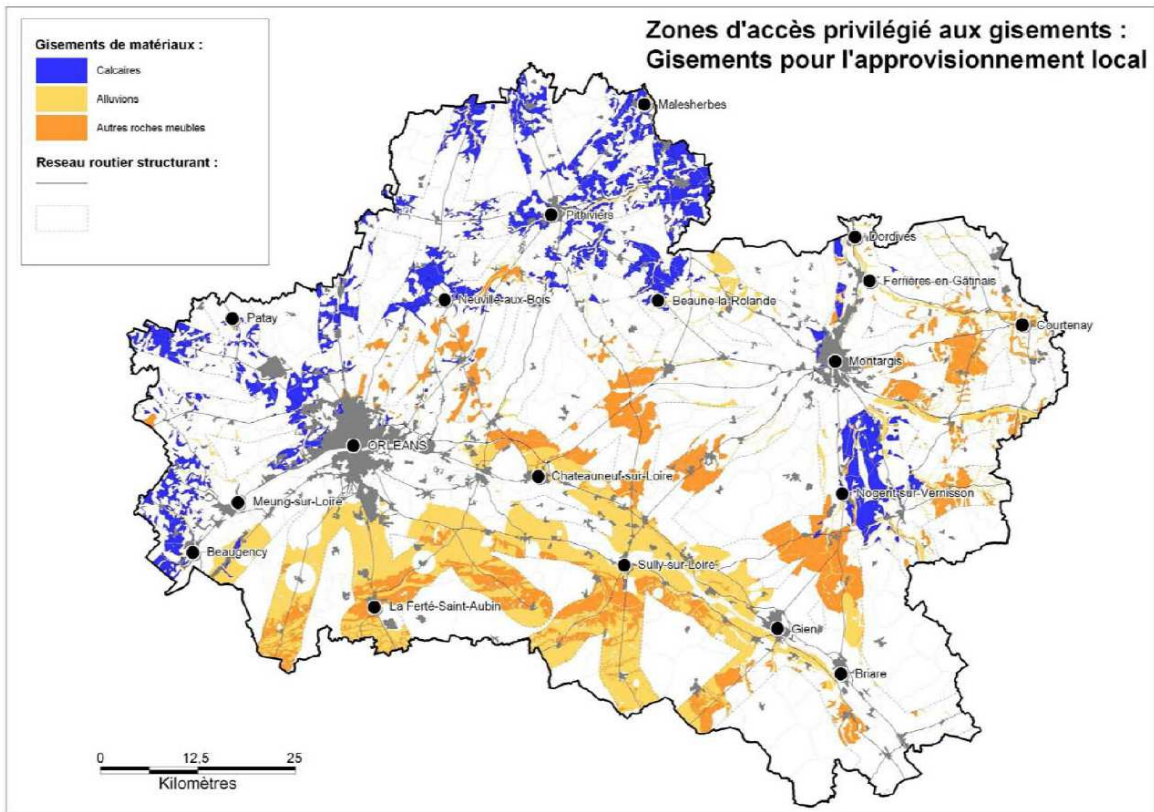 Zones d'accès privilégié aux gisements :
Gisements pour l'approvisionnement local
Gisements de matériaux :
Calcaires
Alluvions
Autres roches meubles
Reseau routier structurant :
Malesherbes
Pithiviers
Dordives
Ferrières-en-Gâtinais
Neuville-aux-Bois
Beaune-la-Rolande
Patay
Courtenay
Montargis
ORLEANS
Chateauneuf-sur-Loire
Nogent-sur-Vernisson
Meung-sur-Loire
Beaugency
Sully-sur-Loire
La Ferté-Saint-Aubin
Gien
Briare
0 12,5 25
Kilomètres